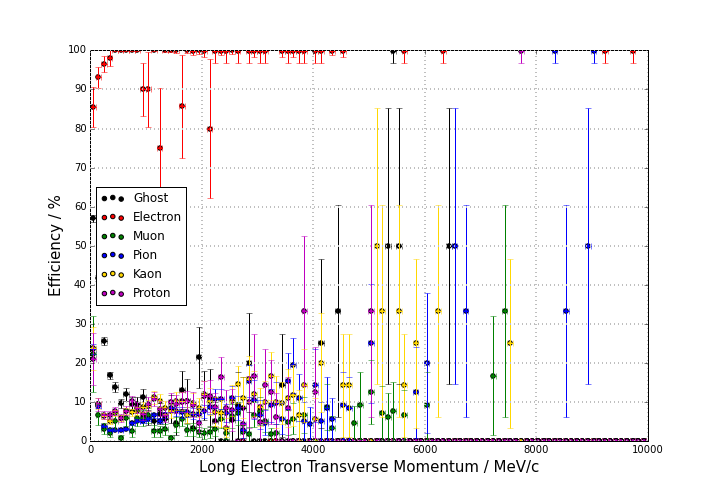 100
90
80
70
60
50
40
30
20
10
0
Efficiency / %
Ghost
Electron
Muon
Pion
Kaon
Proton
0 2000 4000 6000 8000 10000
Long Electron Transverse Momentum / MeV/c